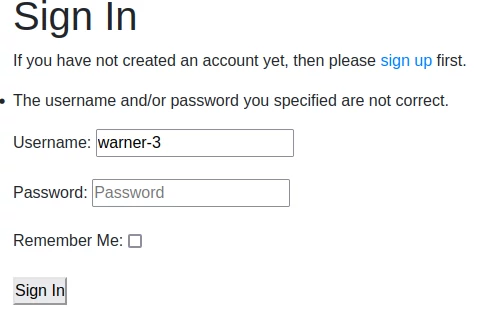 Sign In
If you have not created an account yet, then please sign up first.
• The username and/or password you specified are not correct.
Username: warner-3
Password: Password
Remember Me:
Sign In